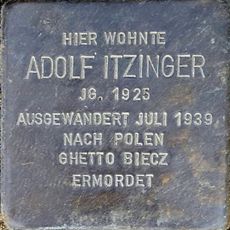 HIER WOHNTE
ADOLF ITZINGER
JG. 1925
AUSGEWANDERT JULI 1939
NACH POLEN
GHETTO BIECZ
ERMORDET